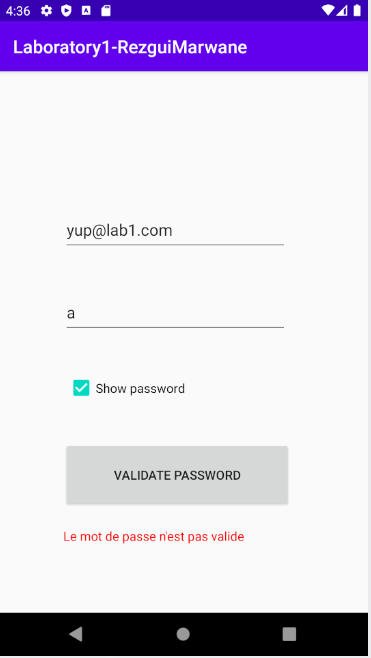 4:36
Laboratory1-RezguiMarwane
yup@lab1.com
a
Show password
VALIDATE PASSWORD
Le mot de passe n'est pas valide